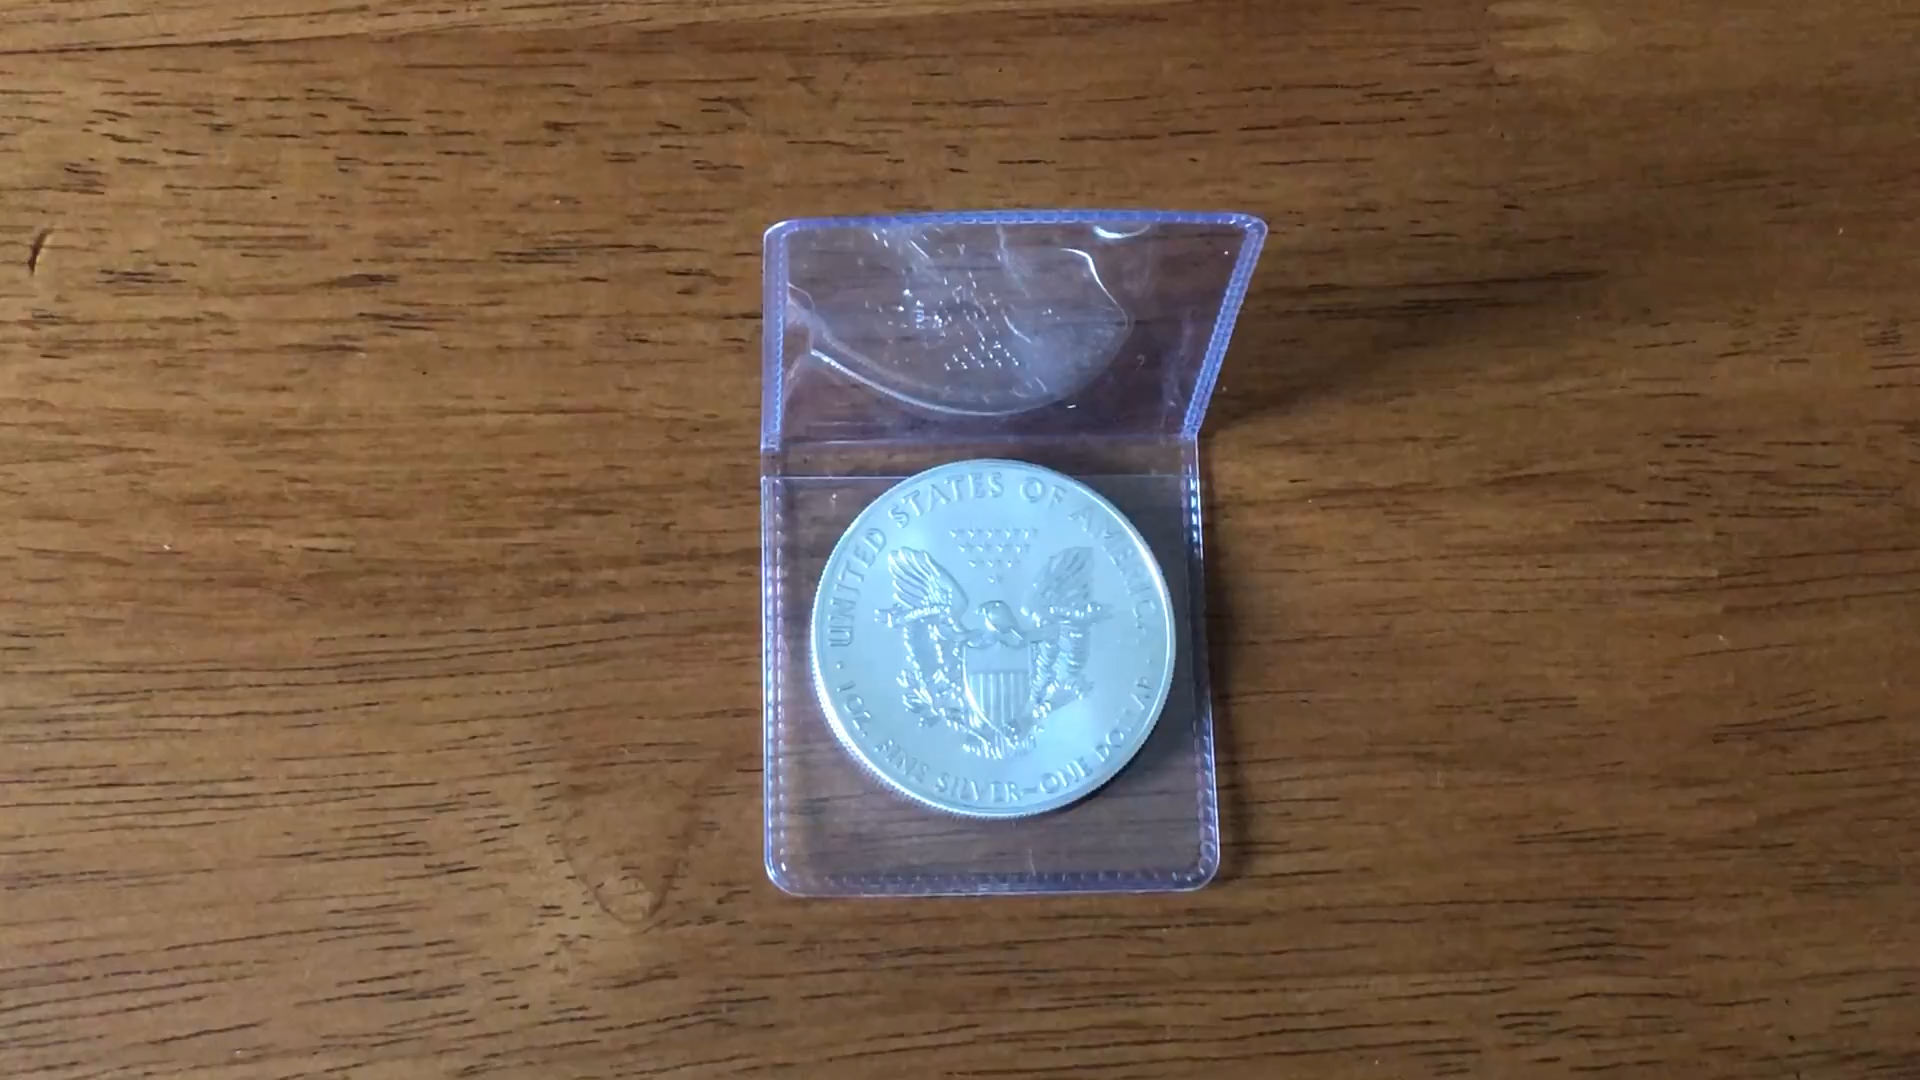 UNITED STATES OF AMERICA
1 OZ. FINE SILVER~ONE DOLLAR